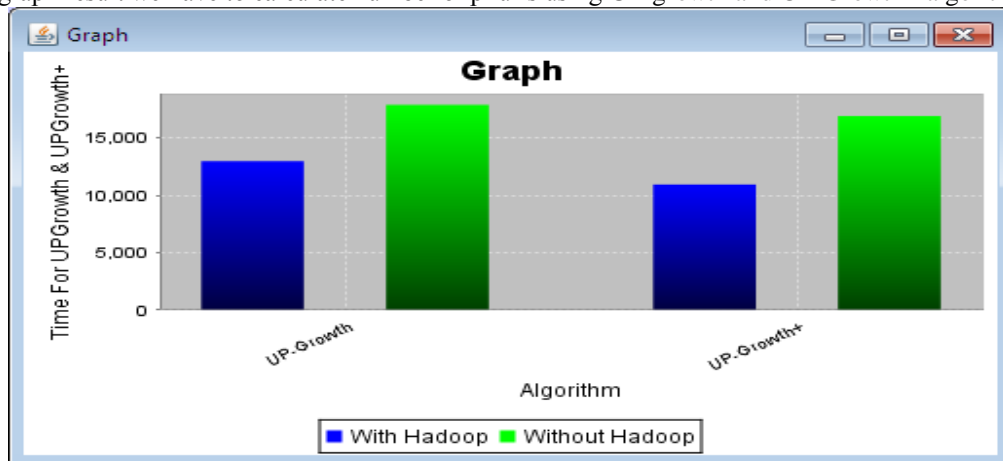 Graph
Graph
Time For UPGrowth & UPGrowth+
15,000
10,000
5,000
0
UP-Growth
UP-Growth+
Algorithm
With Hadoop
Without Hadoop